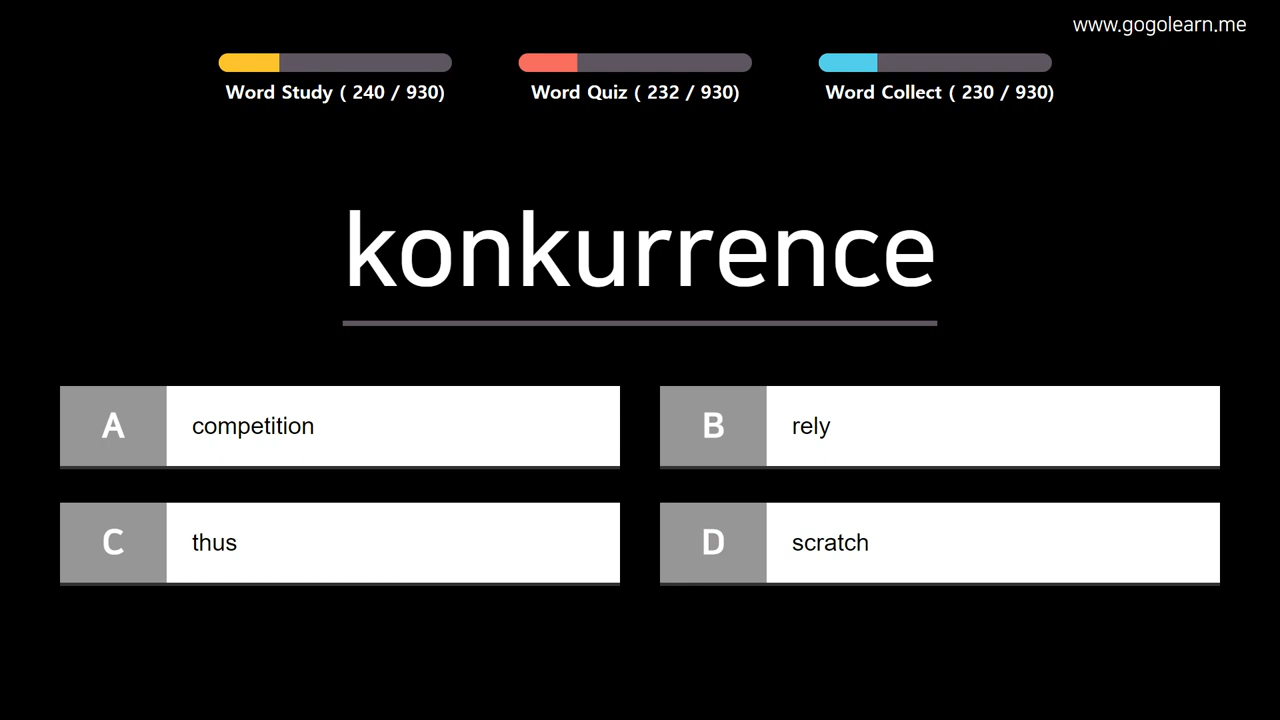 www.gogolearn.me
Word Study ( 240 / 930)
Word Quiz ( 232 / 930)
Word Collect ( 230 / 930)
konkurrence
A competition
B rely
C thus
D scratch